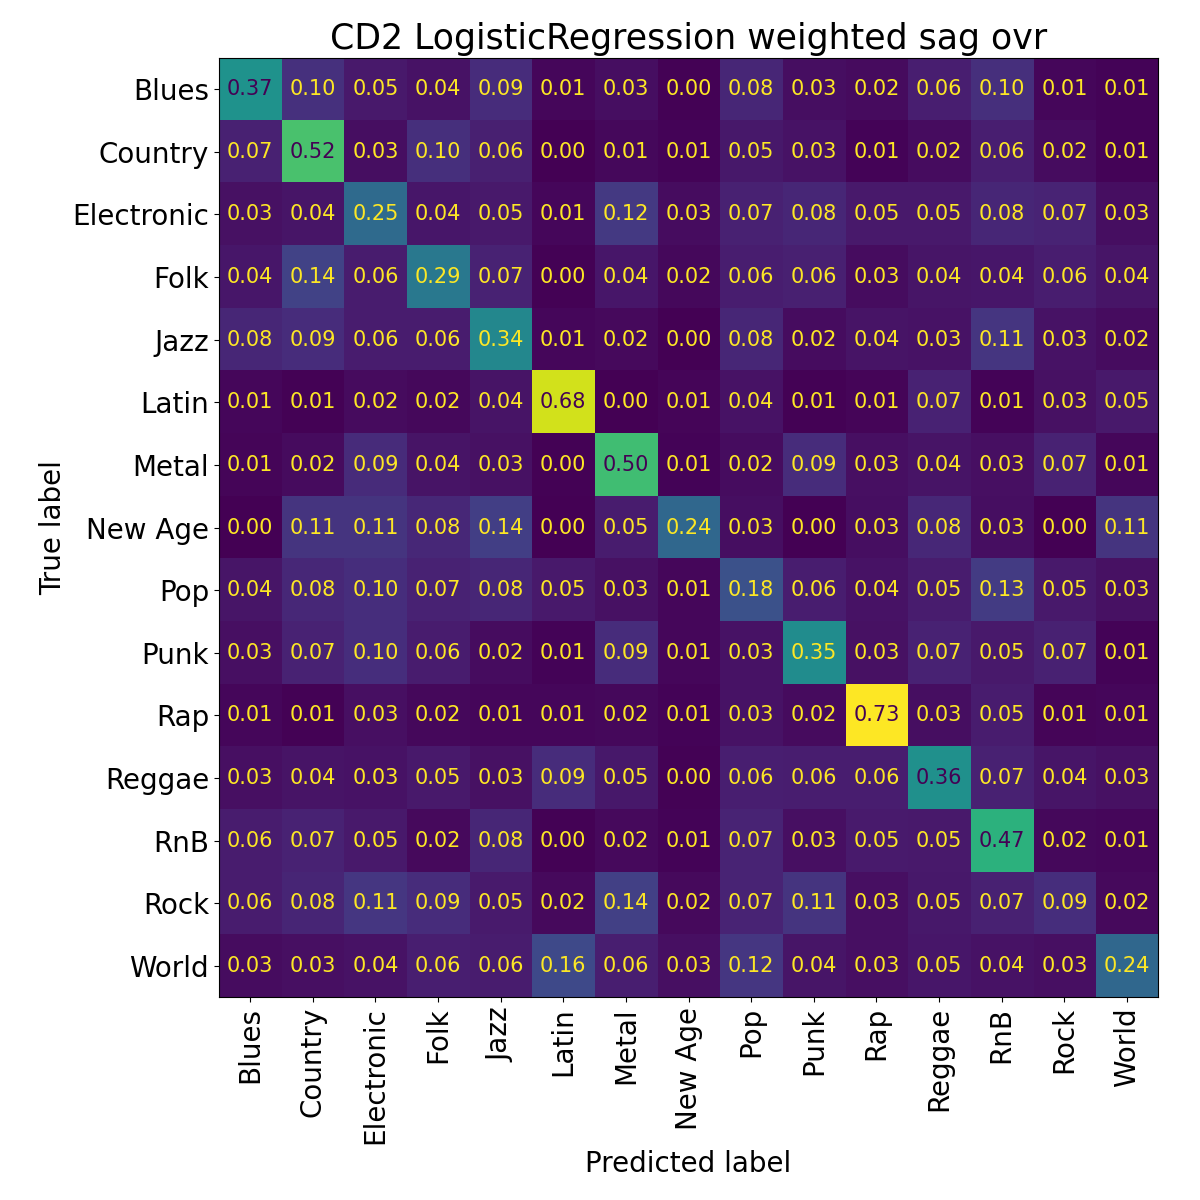 CD2 LogisticRegression weighted sag ovr
Blues 0.37 0.10 0.05 0.04 0.09 0.01 0.03 0.00 0.08 0.03 0.02 0.06 0.10 0.01 0.01
Country 0.07 0.52 0.03 0.10 0.06 0.00 0.01 0.01 0.05 0.03 0.01 0.02 0.06 0.02 0.01
Electronic 0.03 0.04 0.25 0.04 0.05 0.01 0.12 0.03 0.07 0.08 0.05 0.05 0.08 0.07 0.03
Folk 0.04 0.14 0.06 0.29 0.07 0.00 0.04 0.02 0.06 0.06 0.03 0.04 0.04 0.06 0.04
Jazz 0.08 0.09 0.06 0.06 0.34 0.01 0.02 0.00 0.08 0.02 0.04 0.03 0.11 0.03 0.02
Latin 0.01 0.01 0.02 0.02 0.04 0.68 0.00 0.01 0.04 0.01 0.01 0.07 0.01 0.03 0.05
Metal 0.01 0.02 0.09 0.04 0.03 0.00 0.50 0.01 0.02 0.09 0.03 0.04 0.03 0.07 0.01
New Age 0.00 0.11 0.11 0.08 0.14 0.00 0.05 0.24 0.03 0.00 0.03 0.08 0.03 0.00 0.11
Pop 0.04 0.08 0.10 0.07 0.08 0.05 0.03 0.01 0.18 0.06 0.04 0.05 0.13 0.05 0.03
Punk 0.03 0.07 0.10 0.06 0.02 0.01 0.09 0.01 0.03 0.35 0.03 0.07 0.05 0.07 0.01
Rap 0.01 0.01 0.03 0.02 0.01 0.01 0.02 0.01 0.03 0.02 0.73 0.03 0.05 0.01 0.01
Reggae 0.03 0.04 0.03 0.05 0.03 0.09 0.05 0.00 0.06 0.06 0.06 0.36 0.07 0.04 0.03
RnB 0.06 0.07 0.05 0.02 0.08 0.00 0.02 0.01 0.07 0.03 0.05 0.05 0.47 0.02 0.01
Rock 0.06 0.08 0.11 0.09 0.05 0.02 0.14 0.02 0.07 0.11 0.03 0.05 0.07 0.09 0.02
World 0.03 0.03 0.04 0.06 0.06 0.16 0.06 0.03 0.12 0.04 0.03 0.05 0.04 0.03 0.24
True label
Blues Country Electronic Folk Jazz Latin Metal New Age Pop Punk Rap Reggae RnB Rock World
Predicted label